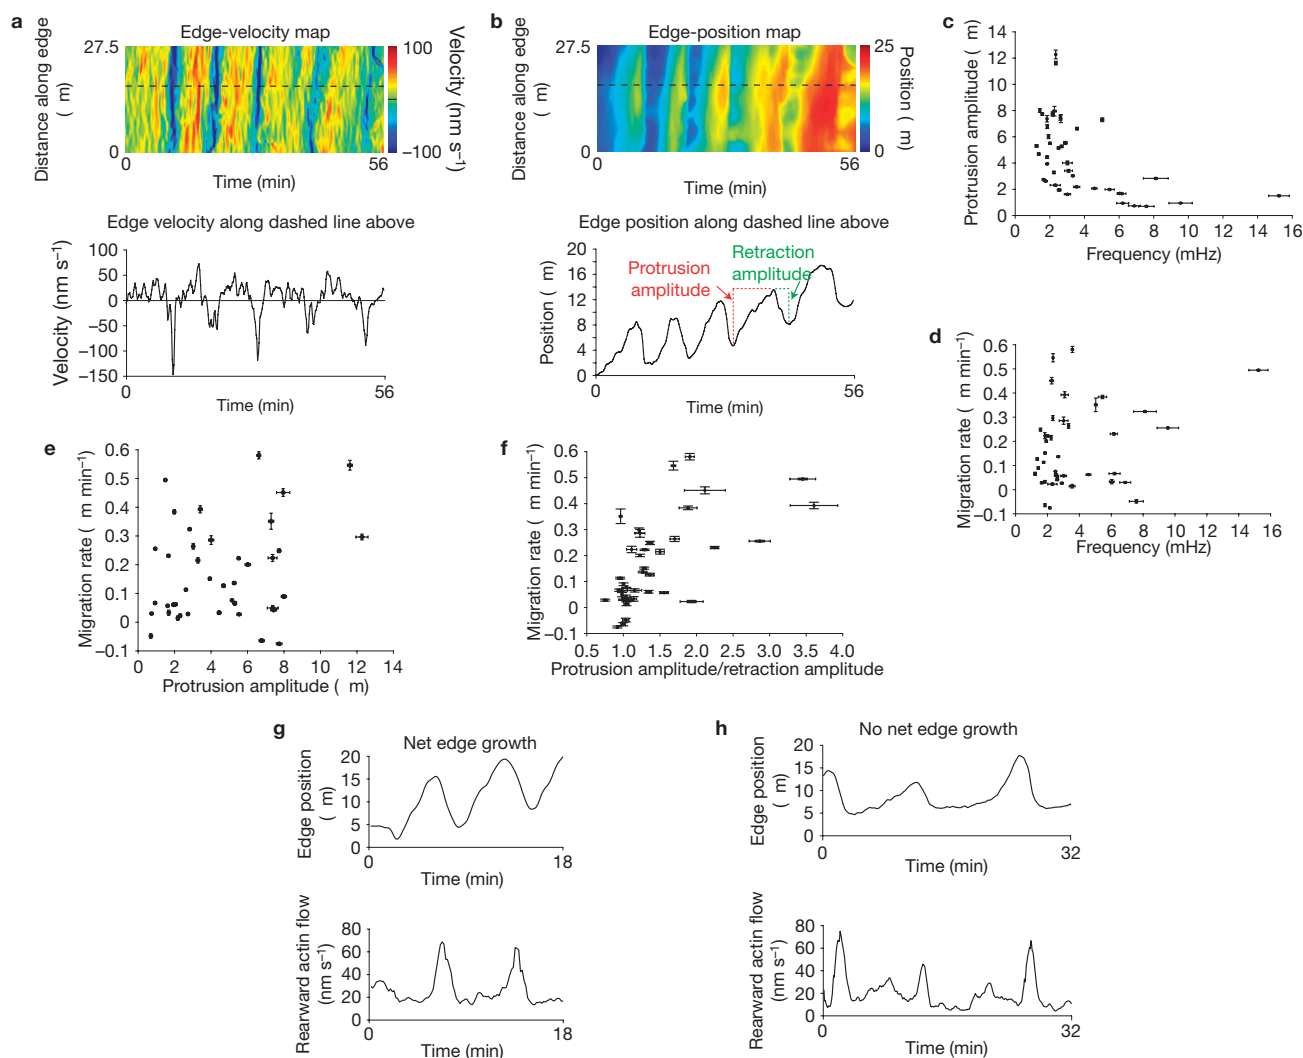 a
Edge-velocity map
Distance along edge
( m)
27.5
0
0
56
Time (min)
100
−100
Velocity (nm s−1)
Edge velocity along dashed line above
Velocity (nm s−1)
100
50
0
−50
−100
−150
0
56
Time (min)
b
Edge-position map
Distance along edge
( m)
27.5
0
0
56
Time (min)
25
0
Position ( m)
Edge position along dashed line above
Position ( m)
20
16
12
8
4
0
Protrusion
amplitude
Retraction
amplitude
0
56
Time (min)
c
Protrusion amplitude ( m)
14
12
10
8
6
4
2
0
0 2 4 6 8 10 12 14 16
Frequency (mHz)
d
Migration rate ( m min−1)
0.6
0.5
0.4
0.3
0.2
0.1
0
−0.1
0 2 4 6 8 10 12 14 16
Frequency (mHz)
e
Migration rate ( m min−1)
0.6
0.5
0.4
0.3
0.2
0.1
0
−0.1
0 2 4 6 8 10 12 14
Protrusion amplitude ( m)
f
Migration rate ( m min−1)
0.6
0.5
0.4
0.3
0.2
0.1
0
−0.1
0.5 1.0 1.5 2.0 2.5 3.0 3.5 4.0
Protrusion amplitude/retraction amplitude
g
Net edge growth
Edge position
( m)
20
15
10
5
0
0
18
Time (min)
Rearward actin flow
(nm s−1)
80
60
40
20
0
0
18
Time (min)
h
No net edge growth
Edge position
( m)
20
15
10
5
0
0
32
Time (min)
Rearward actin flow
(nm s−1)
80
60
40
20
0
0
32
Time (min)